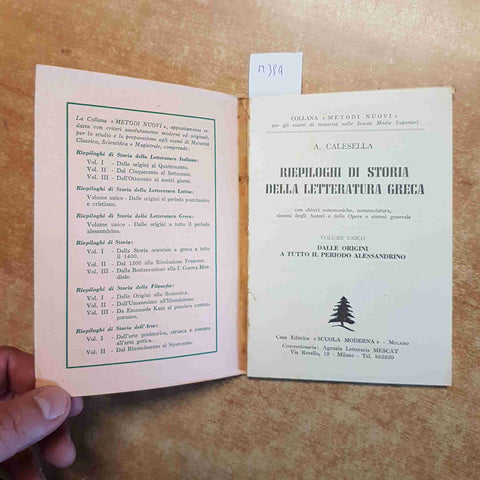 n. 384
La Collana « METODI NUOVI », appositamente redatta con criteri assolutamente moderni ed originali,
per lo studio e la preparazione agli esami di Maturità
Classica, Scientifica e Magistrale, comprende:
Riepiloghi di Storia della Letteratura Italiana:
Vol. I - Dalle origini al Quattrocento.
Vol. II - Dal Cinquecento al Settecento.
Vol. III - Dall'Ottocento ai nostri giorni.
Riepiloghi di Storia della Letteratura Latina:
Volume unico - Dalle origini al periodo postclassico
e cristiano.
Riepiloghi di Storia della Letteratura Greca:
Volume unico - Dalle origini a tutto il periodo
alessandrino.
Riepiloghi di Storia:
Vol. I - Dalla Storia orientale e greca a tutto
il 1400.
Vol. II - Dal 1500 alla Rivoluzione Francese.
Vol. III - Dalla Restaurazione alla I. Guerra Mondiale.
Riepiloghi di Storia della Filosofia:
Vol. I - Dalle Origini alla Scolastica.
Vol. II - Dall'Umanesimo all'Illuminismo.
Vol. III - Da Emanuele Kant al pensiero contemporaneo.
Riepiloghi di Storia dell'Arte:
Vol. I - Dall'arte preistorica, etrusca e romana
all'arte gotica.
Vol. II - Dal Rinascimento al Novecento.
COLLANA « METODI NUOVI »
per gli esami di maturità nelle Scuole Medie Superiori
A. CALESELLA
RIEPILOGHI DI STORIA
DELLA LETTERATURA GRECA
con chiavi mnemoniche, nomenclatura,
sinossi degli Autori e delle Opere e sintesi generale
VOLUME UNICO
DALLE ORIGINI
A TUTTO IL PERIODO ALESSANDRINO
Casa Editrice « SCUOLA MODERNA » - MILANO
Concessionaria: Agenzia Letteraria MESCAT
Via Rovello, 19 - Milano - Tel. 862430